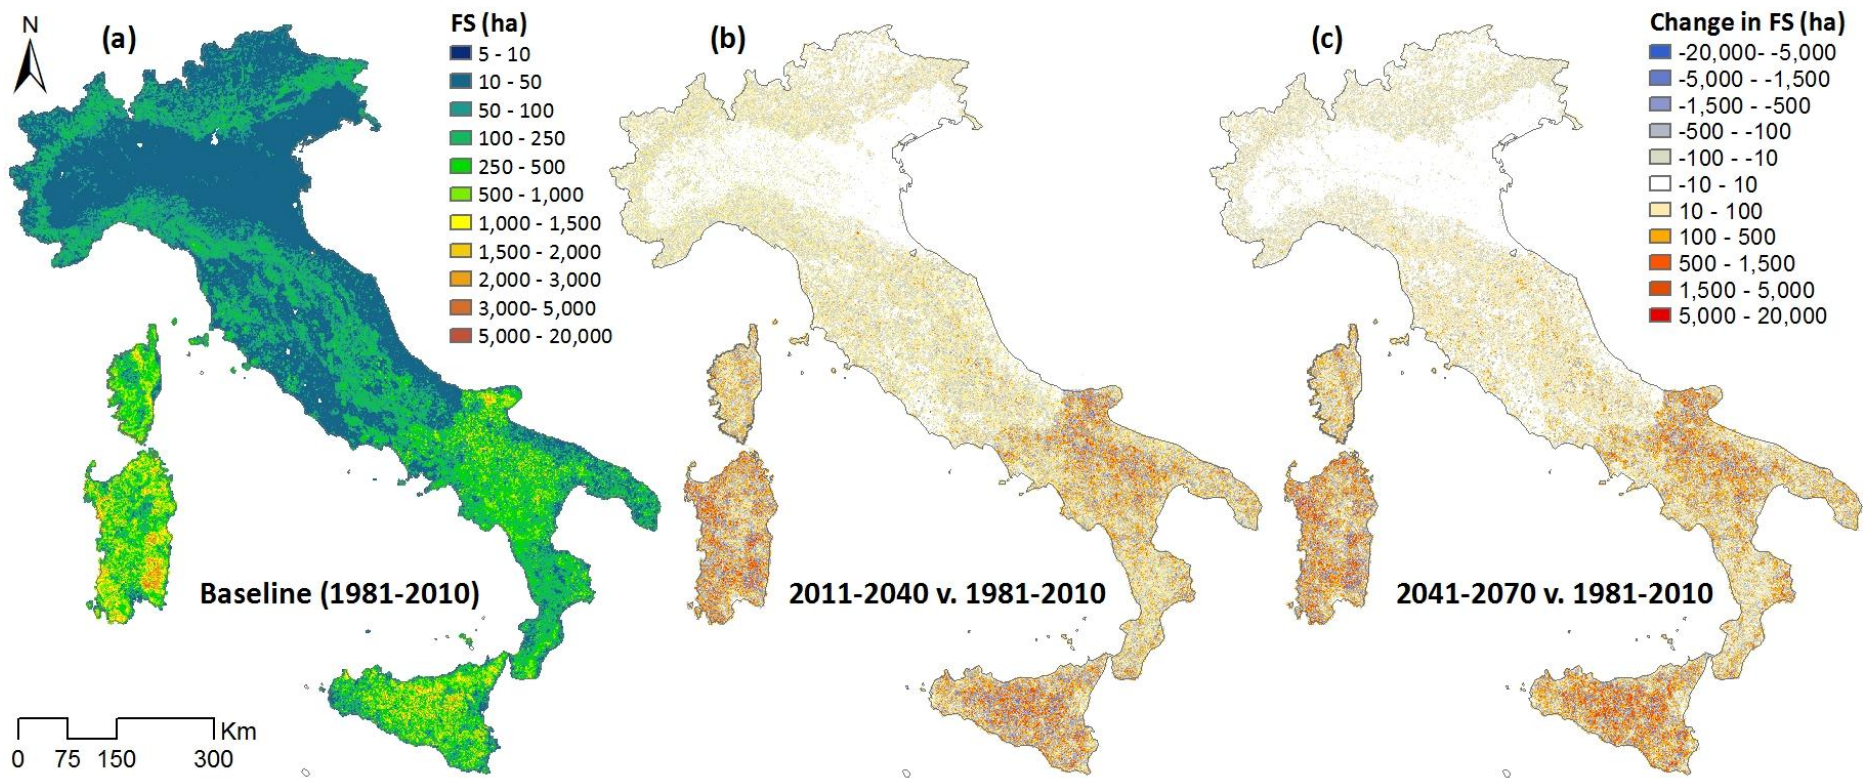 N
(a)
FS (ha)
5 - 10
10 - 50
50 - 100
100 - 250
250 - 500
500 - 1,000
1,000 - 1,500
1,500 - 2,000
2,000 - 3,000
3,000- 5,000
5,000 - 20,000
Baseline (1981-2010)
0 75 150 300 Km
(b)
2011-2040 v. 1981-2010
(c)
Change in FS (ha)
-20,000- -5,000
-5,000 - -1,500
-1,500 - -500
-500 - -100
-100 - -10
-10 - 10
10 - 100
100 - 500
500 - 1,500
1,500 - 5,000
5,000 - 20,000
2041-2070 v. 1981-2010